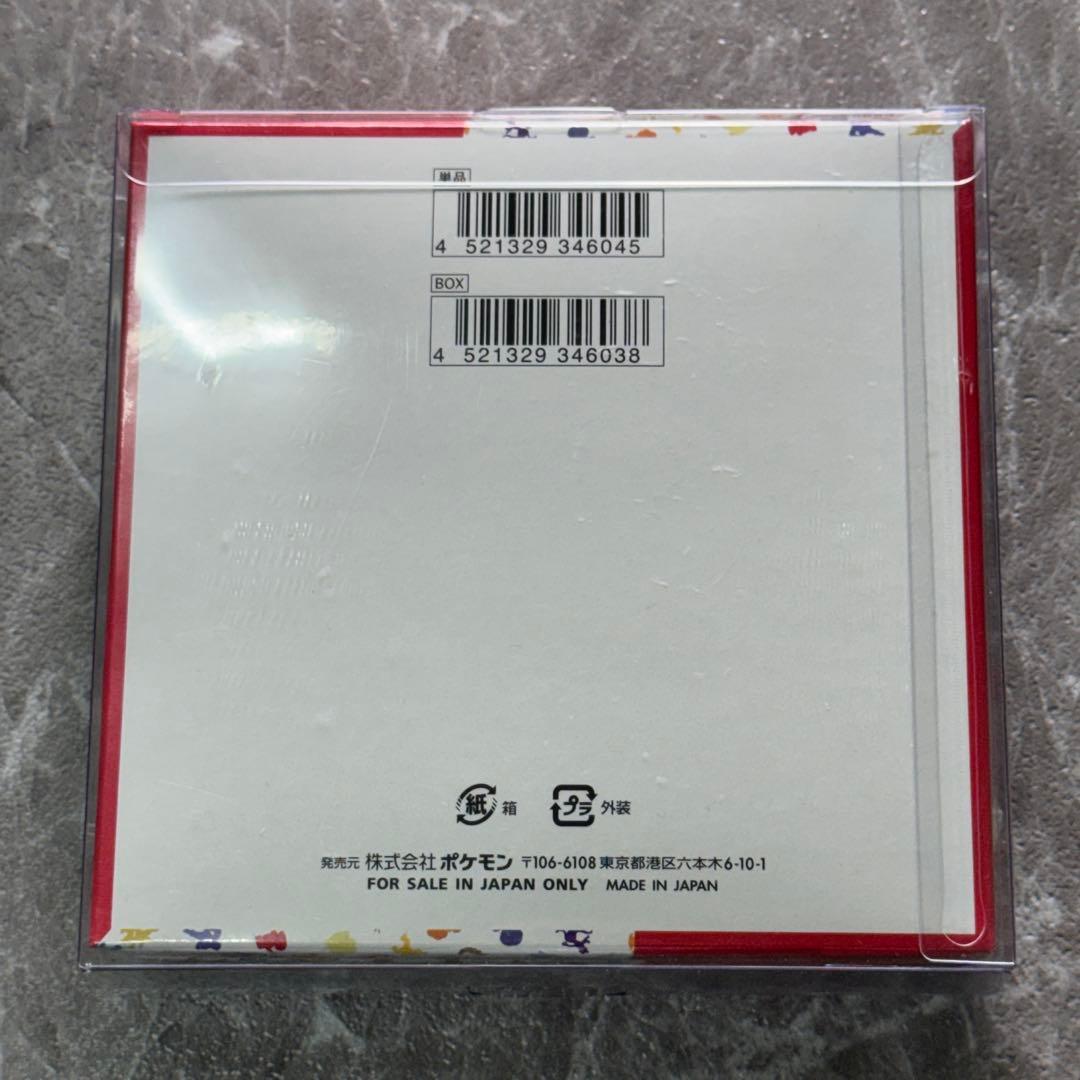 単品
4 521329 346045
BOX
4 521329 346038
紙 箱 プラ 外装
発売元 株式会社 ポケモン 〒106-6108 東京都港区六本木6-10-1
FOR SALE IN JAPAN ONLY MADE IN JAPAN